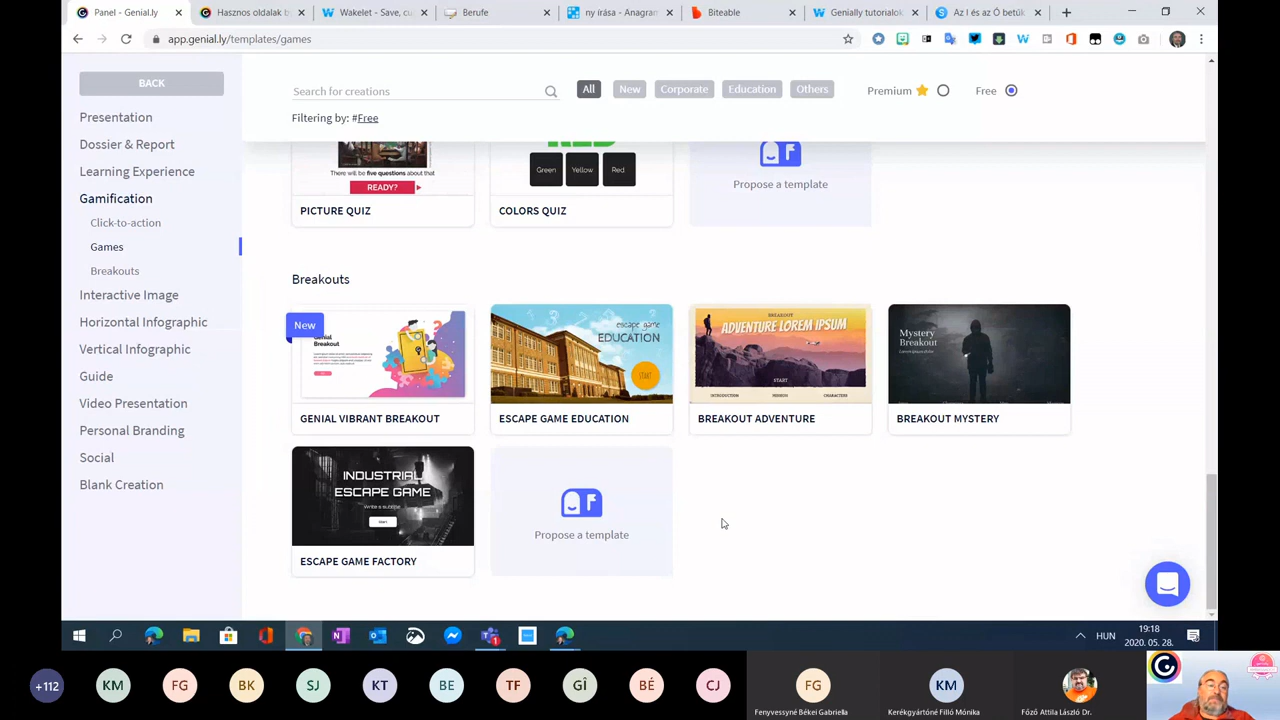 Panel - Genial.ly
Hasznos oldalak b
Wakelet - Save, cu
Berufe
ny írása - Anagram
Biteable
Genially tutorialok
Az I és az Ó betűk
app.genial.ly/templates/games
BACK
Presentation
Dossier & Report
Learning Experience
Gamification
Click-to-action
Games
Breakouts
Interactive Image
Horizontal Infographic
Vertical Infographic
Guide
Video Presentation
Personal Branding
Social
Blank Creation
Search for creations
All
New
Corporate
Education
Others
Premium
Free
Filtering by: #Free
There will be five questions about that
READY?
PICTURE QUIZ
RED
Green
Yellow
Red
COLORS QUIZ
Propose a template
Breakouts
New
Genial
Breakout
GENIAL VIBRANT BREAKOUT
escape game
EDUCATION
START
ESCAPE GAME EDUCATION
BREAKOUT
ADVENTURE LOREM IPSUM
START
INTRODUCTION
MISSION
CHARACTERS
BREAKOUT ADVENTURE
Mystery
Breakout
BREAKOUT MYSTERY
INDUSTRIAL
ESCAPE GAME
Write a subtitle
Start
ESCAPE GAME FACTORY
Propose a template
HUN
19:18
2020. 05. 28.
+112
KM
FG
BK
SJ
KT
BE
TF
GÎ
BÉ
CJ
FG
Fenyvessyné Békei Gabriella
KM
Kerékgyártóné Filló Mónika
Főző Attila László Dr.